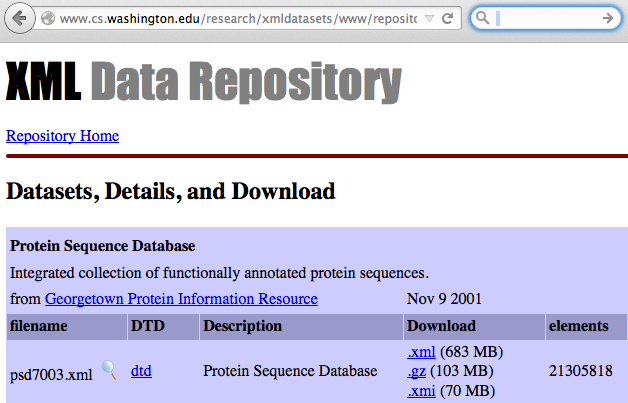 www.cs.washington.edu/research/xmldatasets/www/reposito
XML Data Repository
Repository Home
Datasets, Details, and Download
Protein Sequence Database
Integrated collection of functionally annotated protein sequences.
from Georgetown Protein Information Resource Nov 9 2001
filename DTD Description Download elements
psd7003.xml dtd Protein Sequence Database .xml (683 MB) 21305818
.gz (103 MB)
.xmi (70 MB)